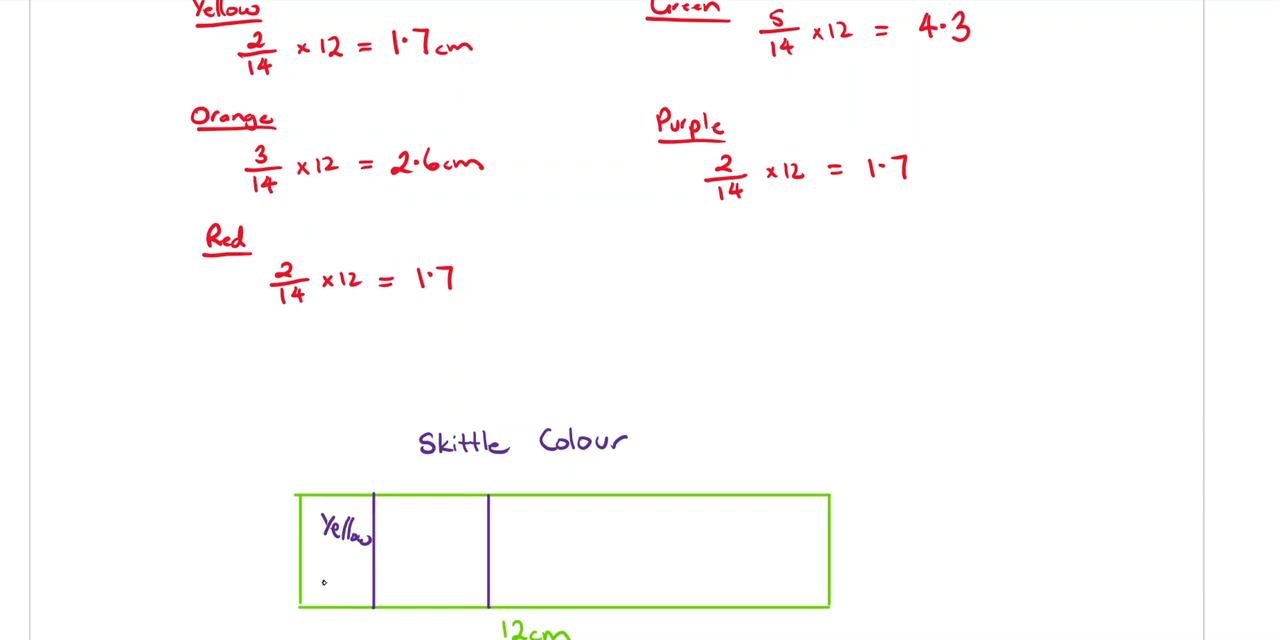 Yellow
2/14 × 12 = 1.7cm
Orange
3/14 × 12 = 2.6cm
Red
2/14 × 12 = 1.7
Green
5/14 × 12 = 4.3
Purple
2/14 × 12 = 1.7
Skittle Colour
Yellow
12cm